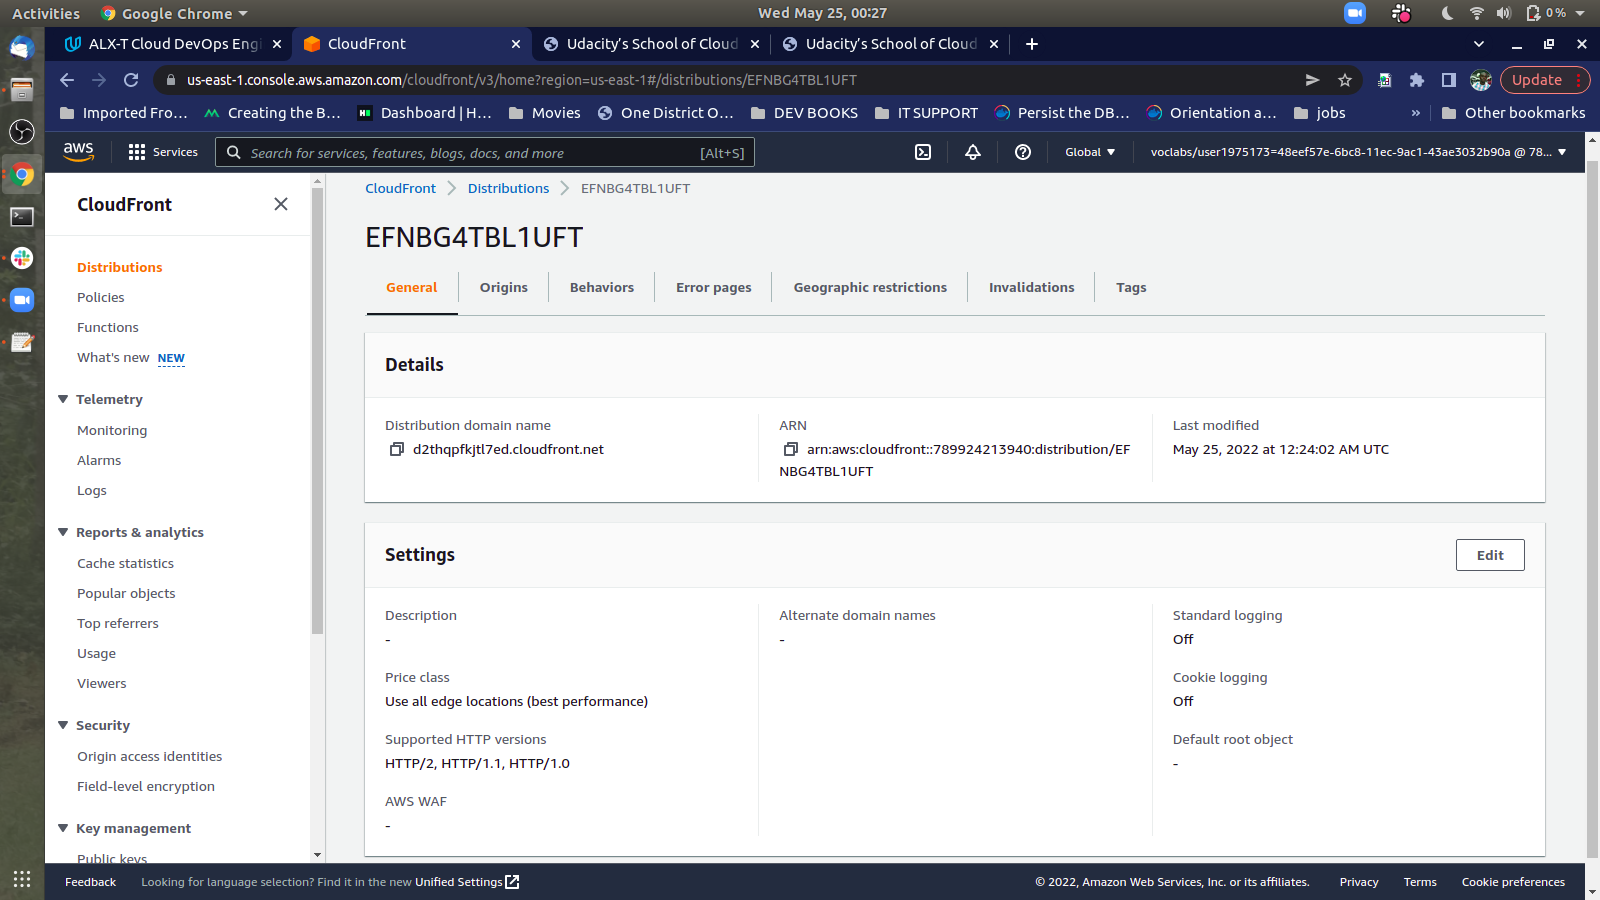 Activities
Google Chrome
Wed May 25, 00:27
0 %
ALX-T Cloud DevOps Engi
CloudFront
Udacity's School of Cloud
Udacity's School of Cloud
us-east-1.console.aws.amazon.com/cloudfront/v3/home?region=us-east-1#/distributions/EFNBG4TBL1UFT
Update
Imported Fro...
Creating the B...
Dashboard | H...
Movies
One District O...
DEV BOOKS
IT SUPPORT
Persist the DB...
Orientation a...
jobs
»
Other bookmarks
aws
Services
Search for services, features, blogs, docs, and more
[Alt+S]
Global
voclabs/user1975173=48eef57e-6bc8-11ec-9ac1-43ae3032b90a @ 78...
CloudFront
Distributions
Policies
Functions
What's new NEW
Telemetry
Monitoring
Alarms
Logs
Reports & analytics
Cache statistics
Popular objects
Top referrers
Usage
Viewers
Security
Origin access identities
Field-level encryption
Key management
Public keys
CloudFront
Distributions
EFNBG4TBL1UFT
EFNBG4TBL1UFT
General
Origins
Behaviors
Error pages
Geographic restrictions
Invalidations
Tags
Details
Distribution domain name
d2thqpfkjtl7ed.cloudfront.net
ARN
arn:aws:cloudfront::789924213940:distribution/EF
NBG4TBL1UFT
Last modified
May 25, 2022 at 12:24:02 AM UTC
Settings
Edit
Description
-
Price class
Use all edge locations (best performance)
Supported HTTP versions
HTTP/2, HTTP/1.1, HTTP/1.0
AWS WAF
-
Alternate domain names
-
Standard logging
Off
Cookie logging
Off
Default root object
-
Feedback
Looking for language selection? Find it in the new Unified Settings
© 2022, Amazon Web Services, Inc. or its affiliates.
Privacy
Terms
Cookie preferences